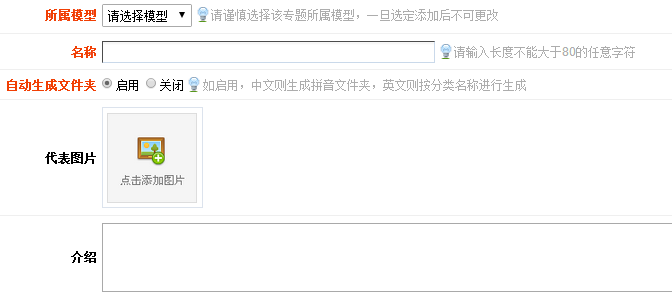 所属模型 请选择模型 请谨慎选择该专题所属模型，一旦选定添加后不可更改
名称 请输入长度不能大于80的任意字符
自动生成文件夹 启用 关闭 如启用，中文则生成拼音文件夹，英文则按分类名称进行生成
代表图片
点击添加图片
介绍